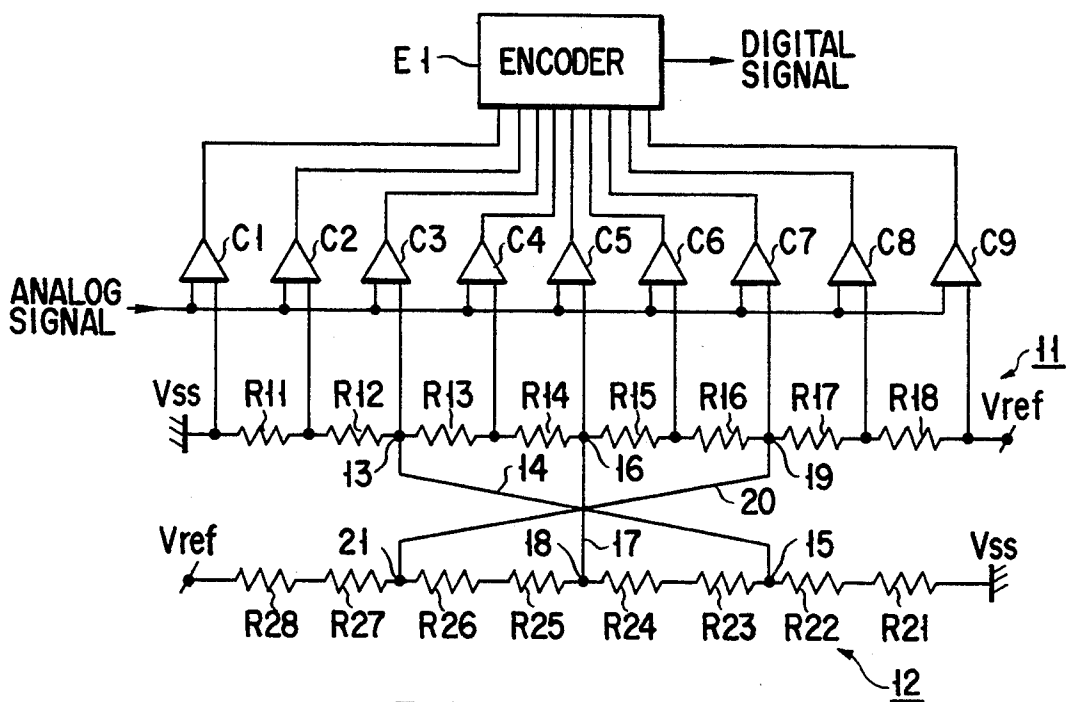 E1
ENCODER
DIGITAL
SIGNAL
C1
C2
C3
C4
C5
C6
C7
C8
C9
ANALOG
SIGNAL
11
Vss
R11
R12
R13
R14
R15
R16
R17
R18
Vref
13
14
16
20
19
Vref
21
18
17
15
Vss
R28
R27
R26
R25
R24
R23
R22
R21
12